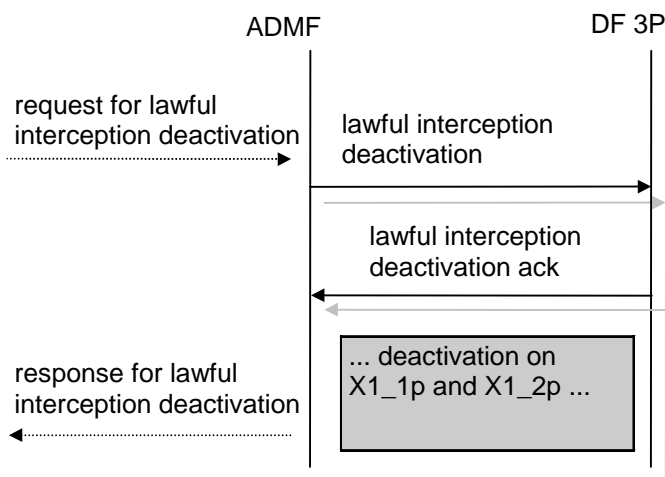 ADMF
DF 3P
request for lawful
interception deactivation
lawful interception
deactivation
lawful interception
deactivation ack
... deactivation on
X1_1p and X1_2p ...
response for lawful
interception deactivation